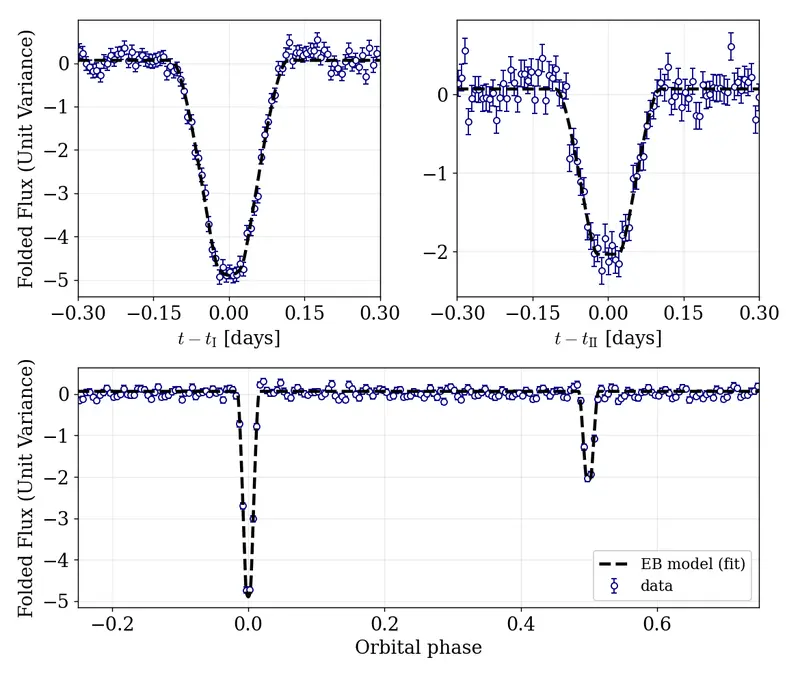 Folded Flux (Unit Variance)
0
−1
−2
−3
−4
−5
−0.30 −0.15 0.00 0.15 0.30
t − tI [days]
0
−1
−2
−0.30 −0.15 0.00 0.15 0.30
t − tII [days]
Folded Flux (Unit Variance)
0
−1
−2
−3
−4
−5
−0.2 0.0 0.2 0.4 0.6
Orbital phase
EB model (fit)
data